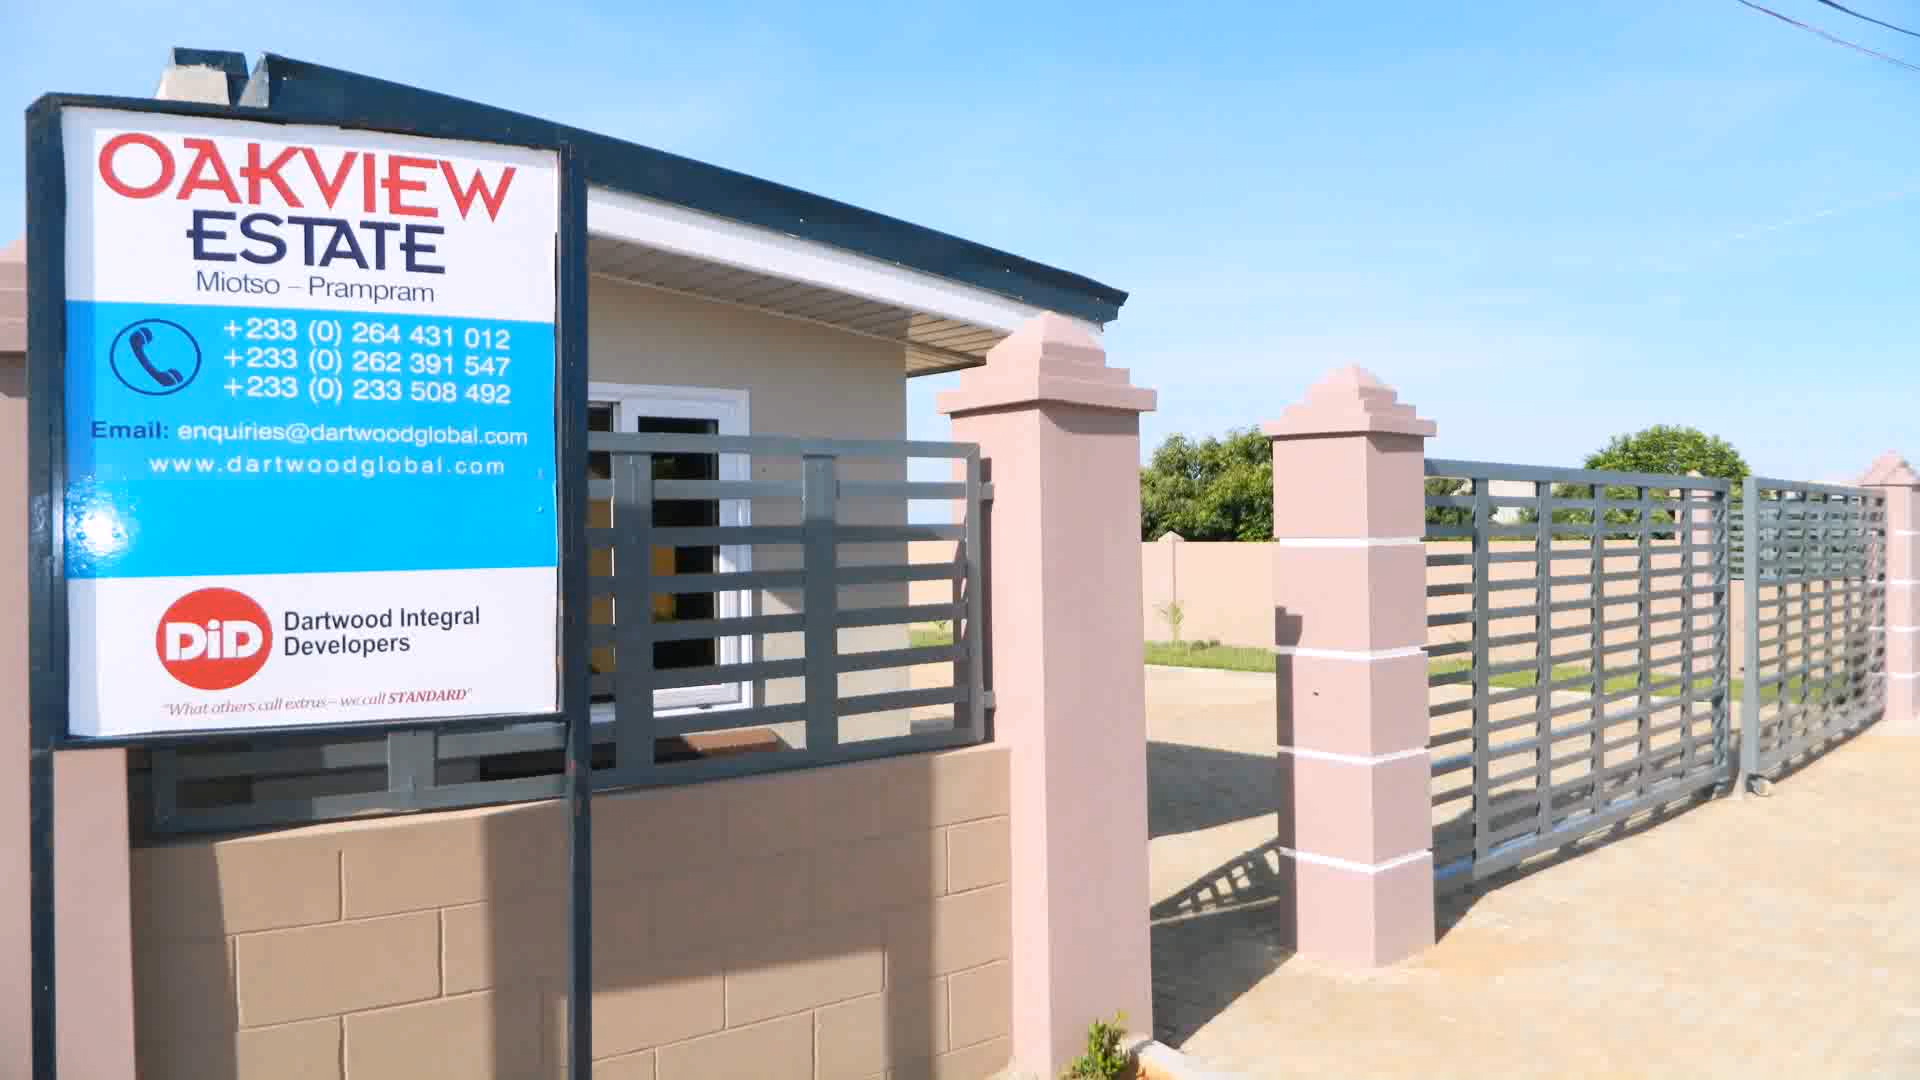 OAKVIEW
ESTATE
Miotso – Prampram
+233 (0) 264 431 012
+233 (0) 262 391 547
+233 (0) 233 508 492
Email: enquiries@dartwoodglobal.com
www.dartwoodglobal.com
DiD
Dartwood Integral
Developers
"What others call extras – we call STANDARD"